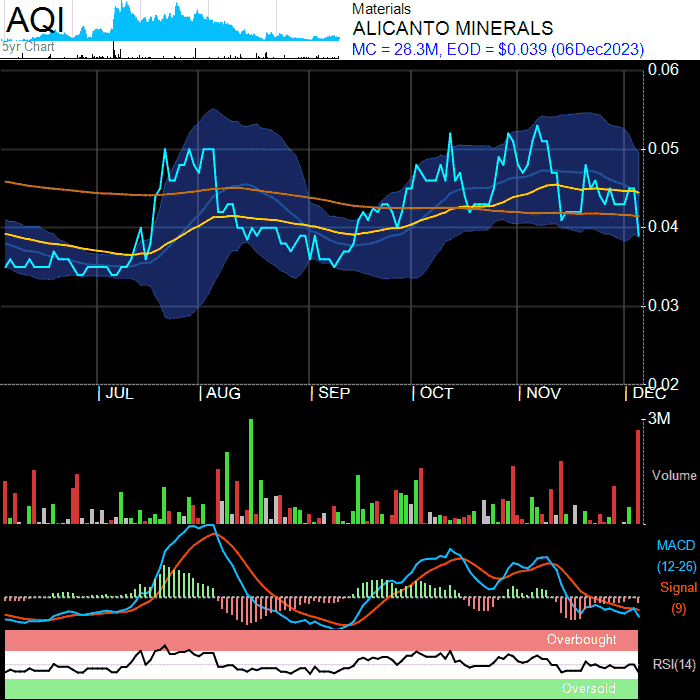 AQI
5yr Chart
Materials
ALICANTO MINERALS
MC = 28.3M, EOD = $0.039 (06Dec2023)
0.06
0.05
0.04
0.03
0.02
| JUL | AUG | SEP | OCT | NOV | DEC
3M
Volume
MACD
(12-26)
Signal
(9)
Overbought
RSI(14)
Oversold